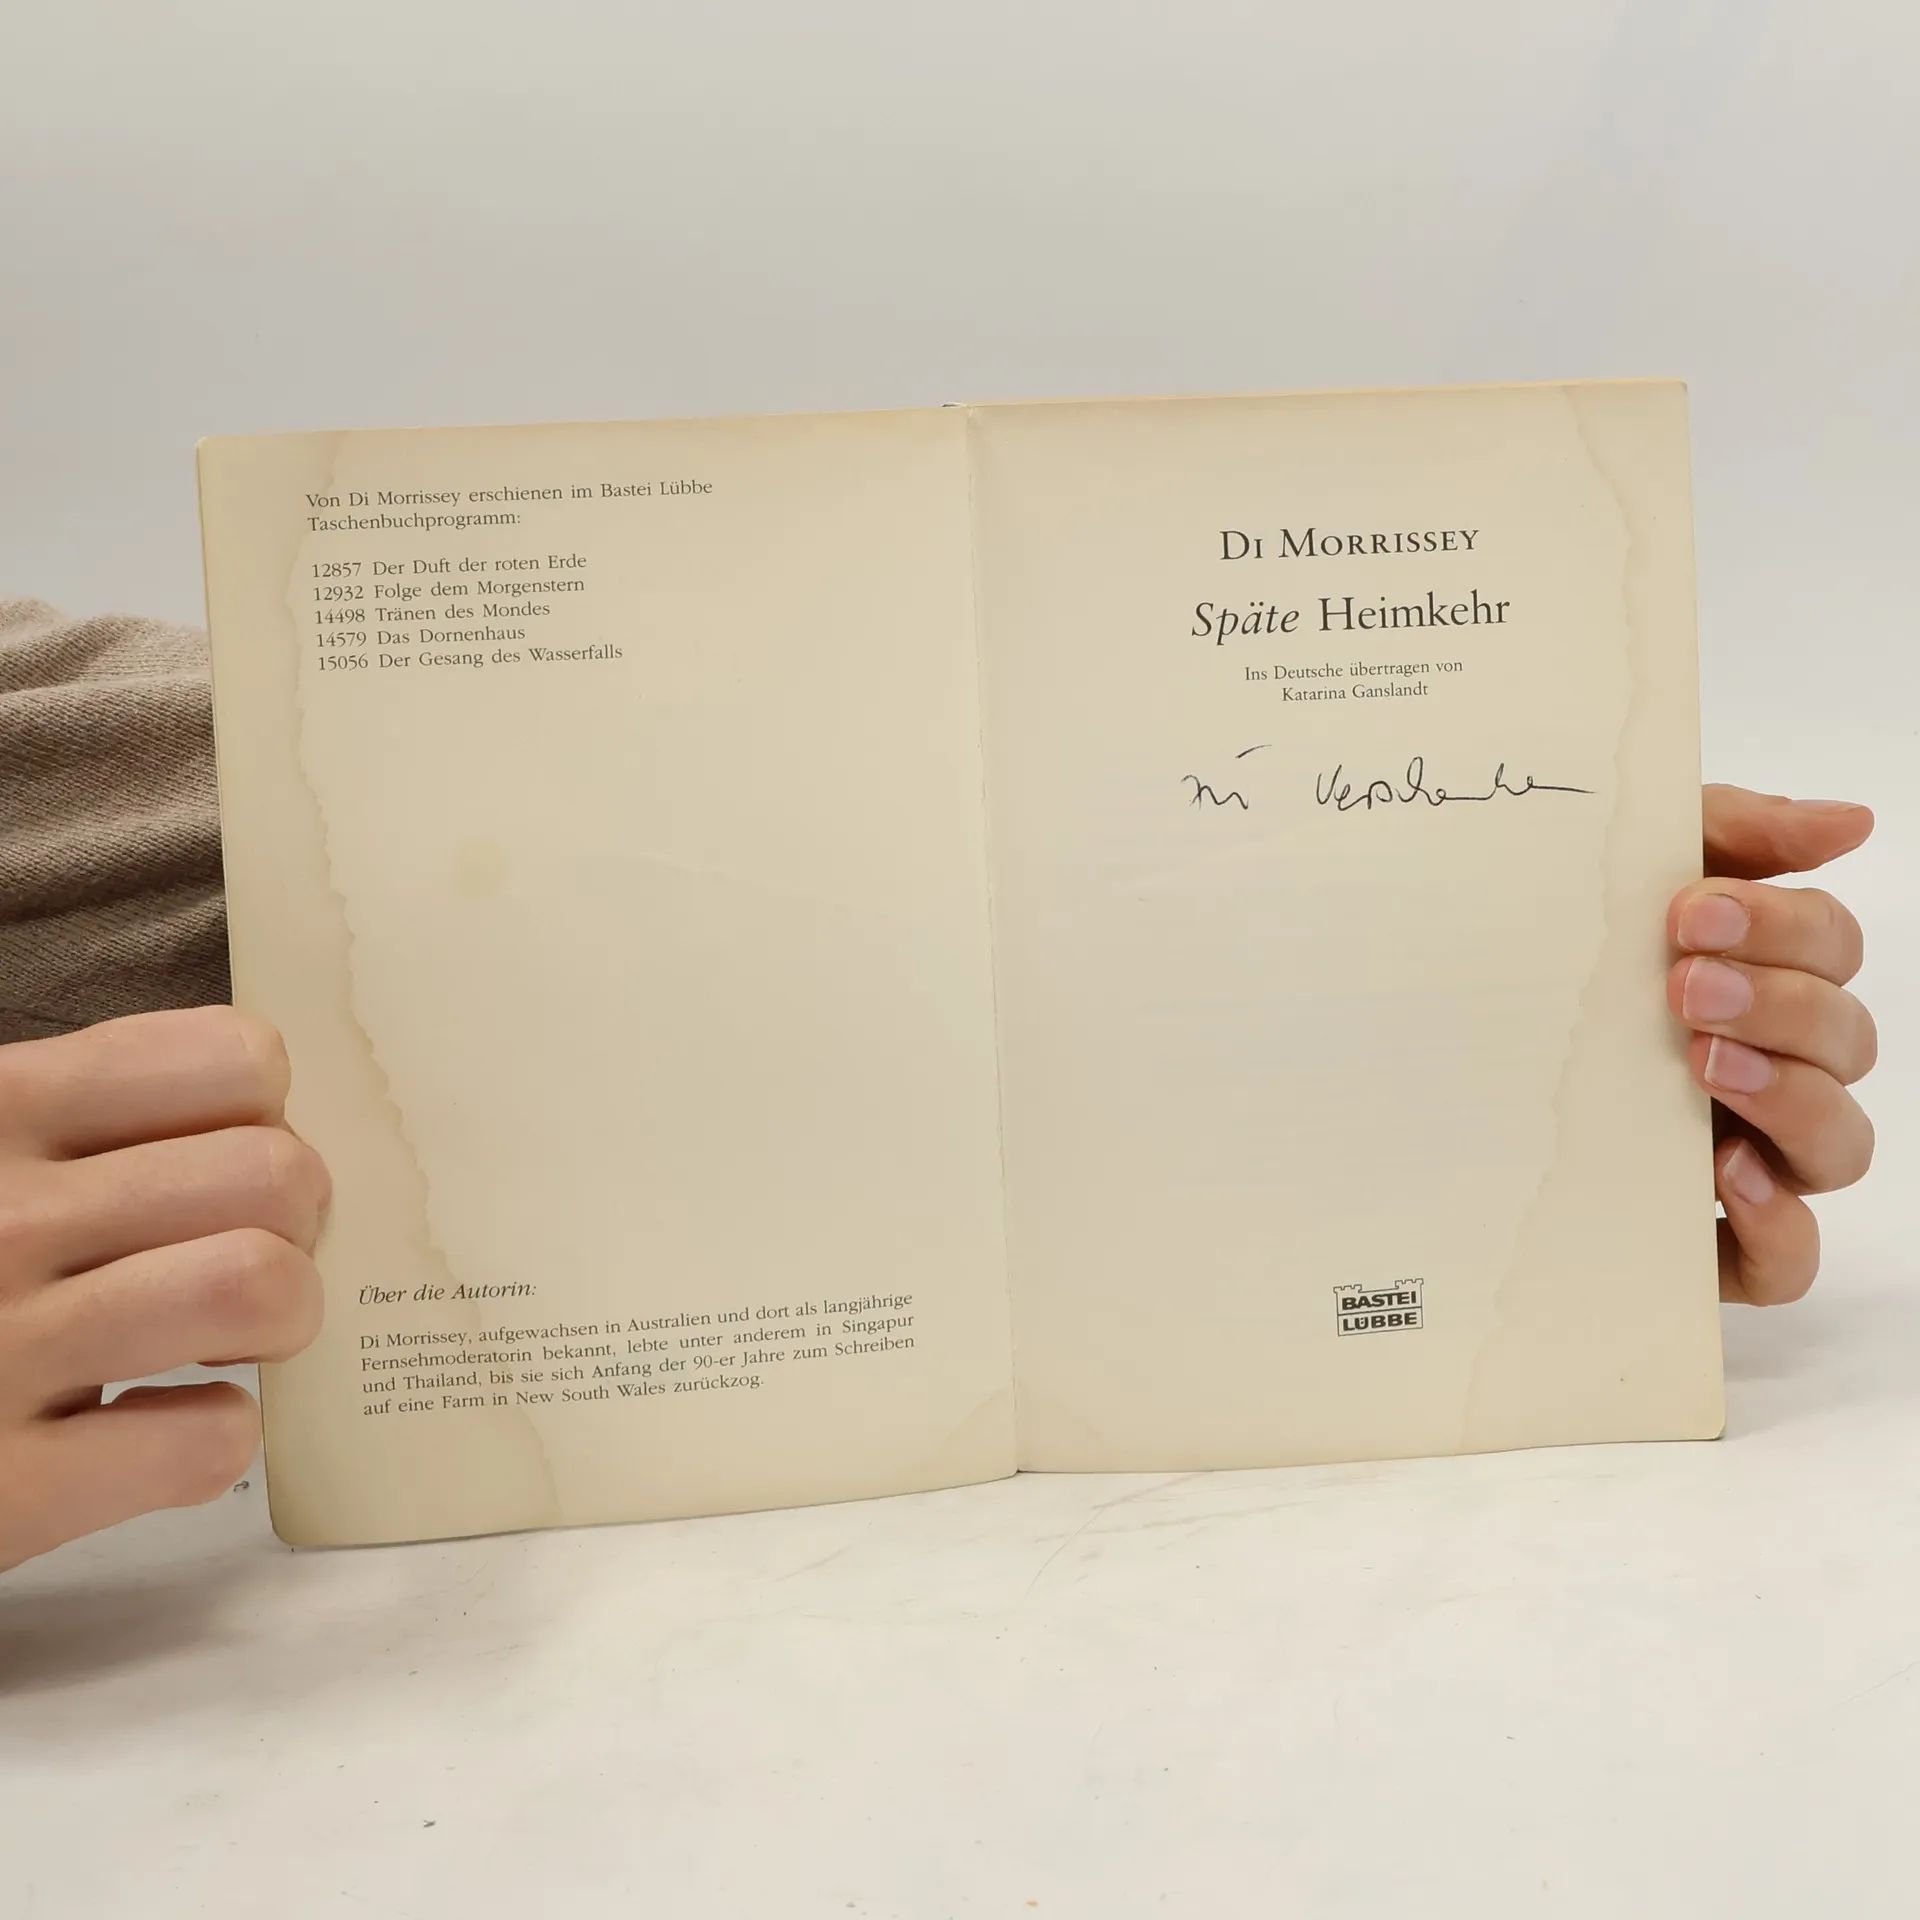 Von Di Morrissey erschienen im Bastei Lübbe
Taschenbuchprogramm:
12857 Der Duft der roten Erde
12932 Folge dem Morgenstern
14498 Tränen des Mondes
14579 Das Dornenhaus
15056 Der Gesang des Wasserfalls
Über die Autorin:
Di Morrissey, aufgewachsen in Australien und dort als langjährige
Fernsehmoderatorin bekannt, lebte unter anderem in Singapur
und Thailand, bis sie sich Anfang der 90-er Jahre zum Schreiben
auf eine Farm in New South Wales zurückzog.
DI MORRISSEY
Späte Heimkehr
Ins Deutsche übertragen von
Katarina Ganslandt
Verschenken
BASTEI
LÜBBE